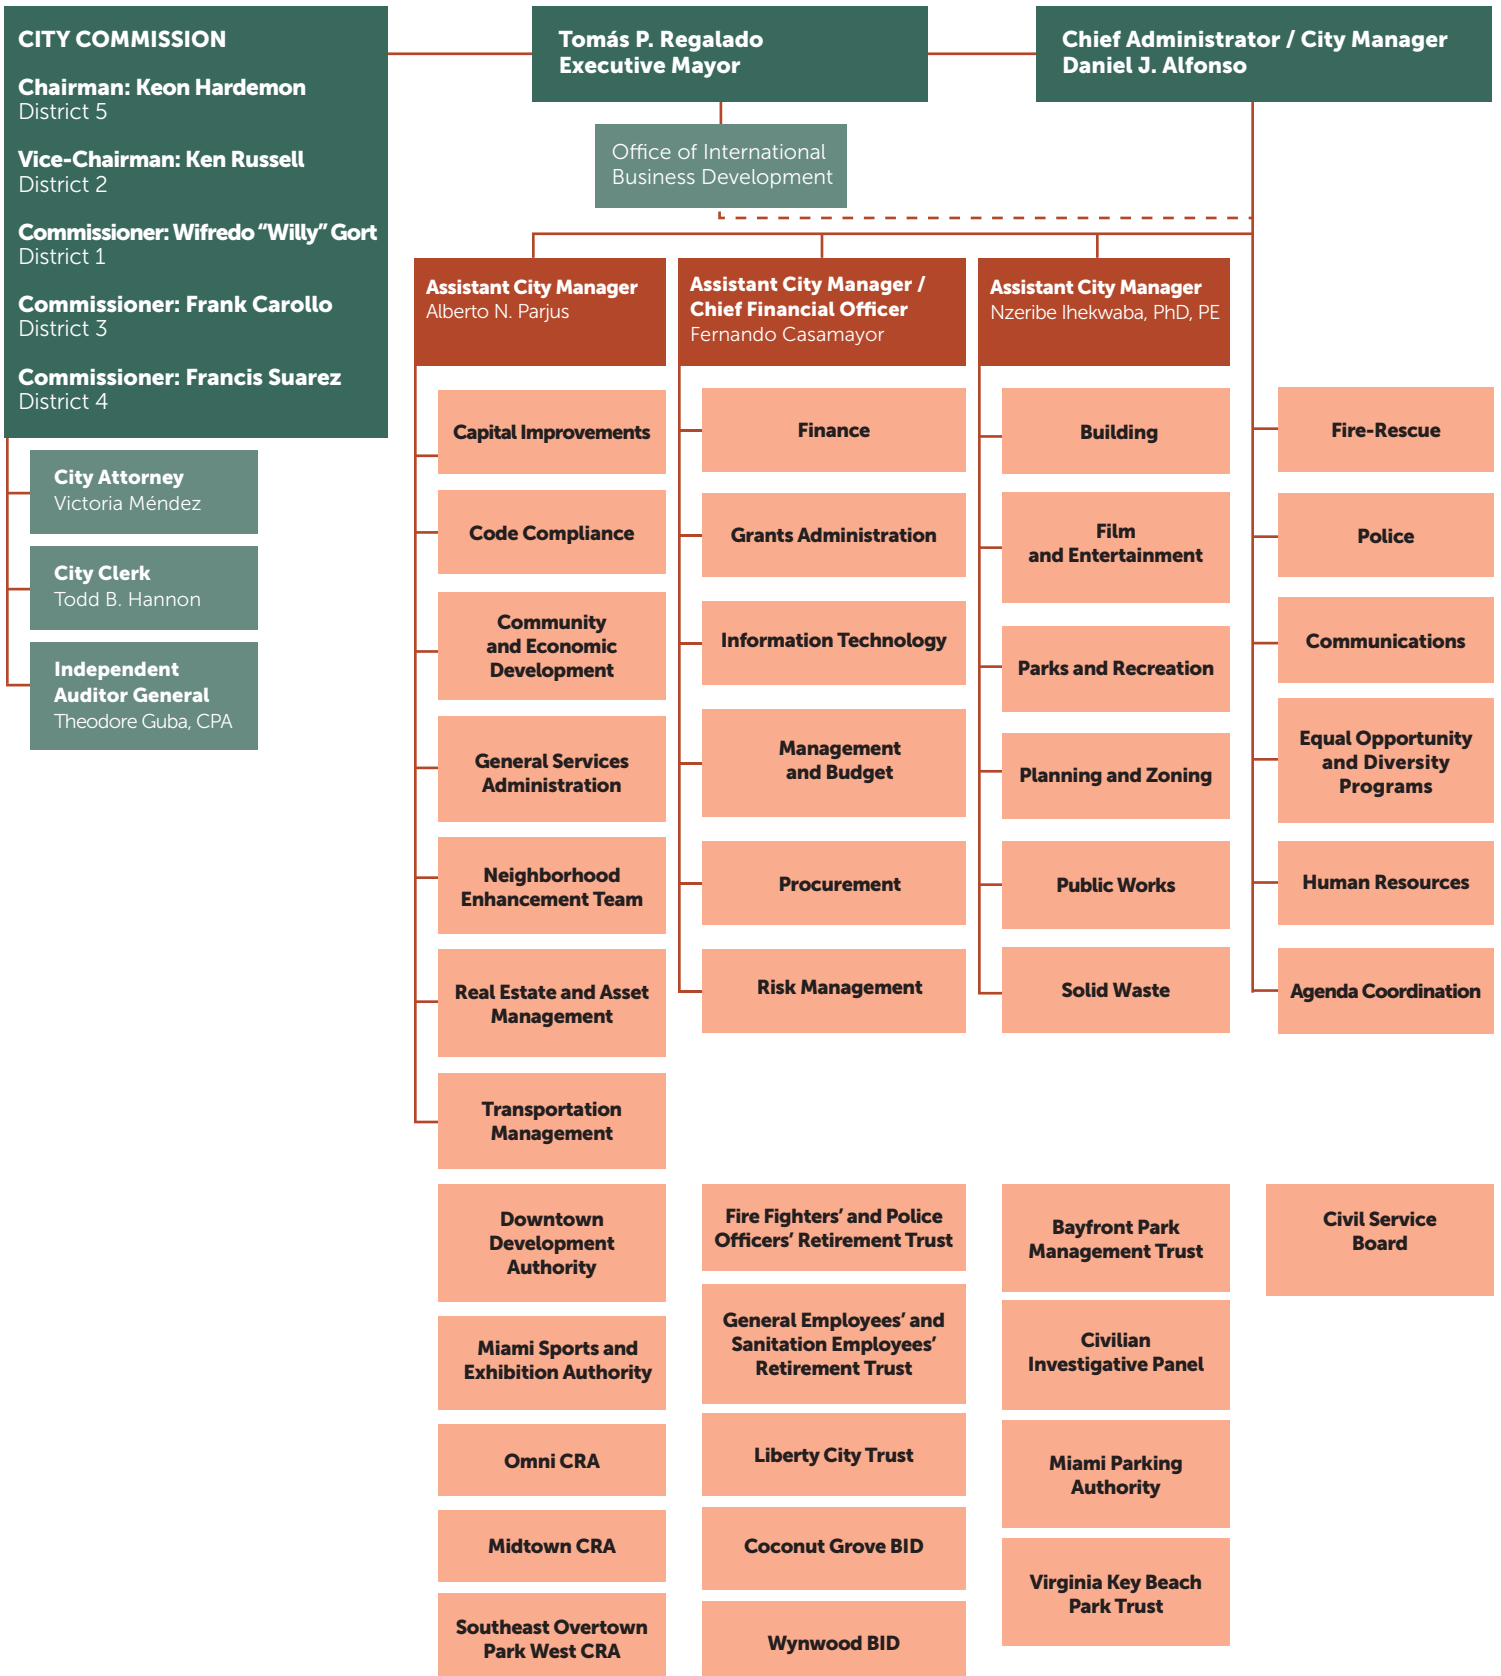 CITY COMMISSION
Chairman: Keon Hardemon
District 5
Vice-Chairman: Ken Russell
District 2
Commissioner: Wifredo “Willy” Gort
District 1
Commissioner: Frank Carollo
District 3
Commissioner: Francis Suarez
District 4
City Attorney
Victoria Méndez
City Clerk
Todd B. Hannon
Independent
Auditor General
Theodore Guba, CPA
Tomás P. Regalado
Executive Mayor
Office of International
Business Development
Chief Administrator / City Manager
Daniel J. Alfonso
Assistant City Manager
Alberto N. Parjus
Capital Improvements
Code Compliance
Community
and Economic
Development
General Services
Administration
Neighborhood
Enhancement Team
Real Estate and Asset
Management
Transportation
Management
Assistant City Manager /
Chief Financial Officer
Fernando Casamayor
Finance
Grants Administration
Information Technology
Management
and Budget
Procurement
Risk Management
Assistant City Manager
Nzeribe Ihekwaba, PhD, PE
Building
Film
and Entertainment
Parks and Recreation
Planning and Zoning
Public Works
Solid Waste
Fire-Rescue
Police
Communications
Equal Opportunity
and Diversity
Programs
Human Resources
Agenda Coordination
Downtown
Development
Authority
Miami Sports and
Exhibition Authority
Omni CRA
Midtown CRA
Southeast Overtown
Park West CRA
Fire Fighters’ and Police
Officers’ Retirement Trust
General Employees’ and
Sanitation Employees’
Retirement Trust
Liberty City Trust
Coconut Grove BID
Wynwood BID
Bayfront Park
Management Trust
Civilian
Investigative Panel
Miami Parking
Authority
Virginia Key Beach
Park Trust
Civil Service
Board